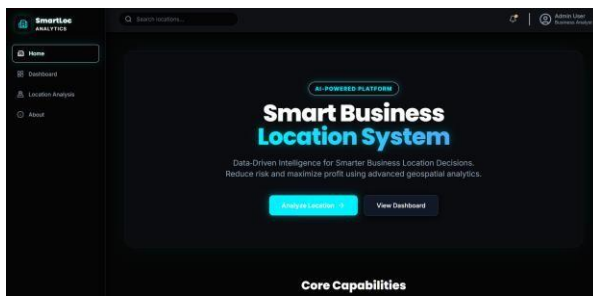 SmartLoc
ANALYTICS
Search locations...
Admin User
Business Analyst
Home
Dashboard
Location Analysis
About
AI-POWERED PLATFORM
Smart Business
Location System
Data-Driven Intelligence for Smarter Business Location Decisions.
Reduce risk and maximize profit using advanced geospatial analytics.
Analyze Location →
View Dashboard
Core Capabilities